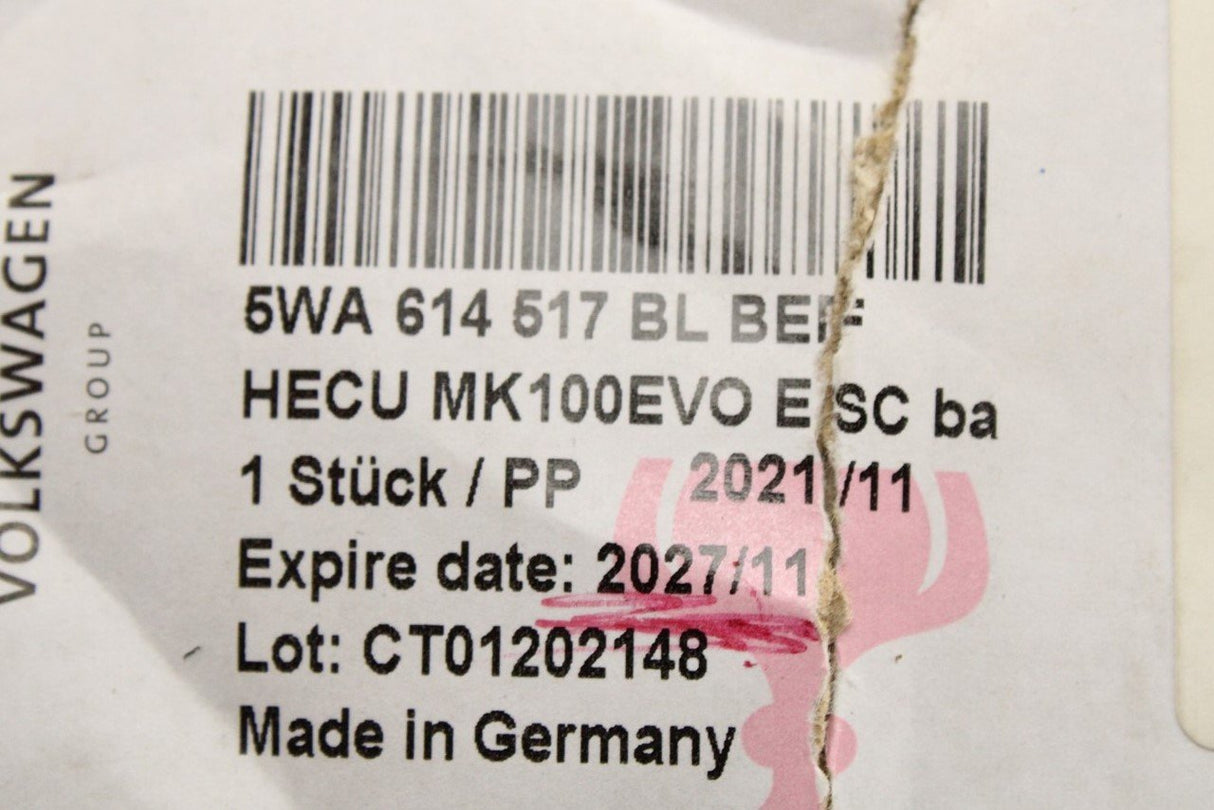 VOLKSWAGEN
GROUP
5WA 614 517 BL BEF
HECU MK100EVO ESC ba
1 Stück / PP 2021/11
Expire date: 2027/11
Lot: CT01202148
Made in Germany